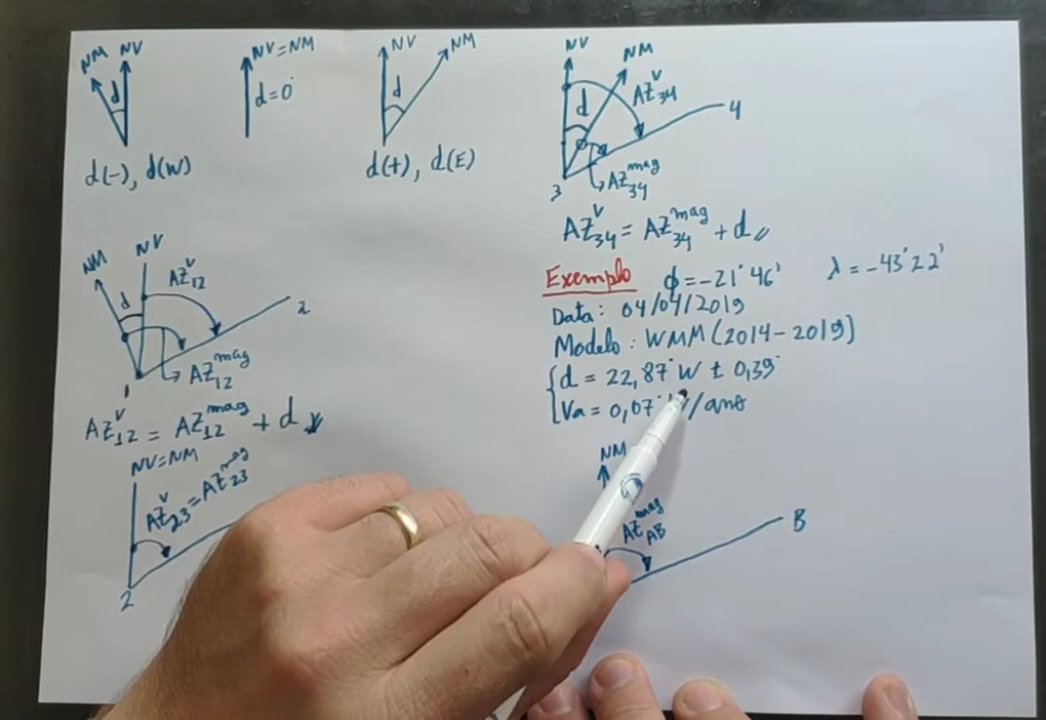 NM NV
d
d(-), d(W)
NV=NM
d=0°
NV NM
d
d(+), d(E)
NV NM
d
AZ^V_34
4
3
AZ^mag_34
AZ^V_34 = AZ^mag_34 + d
NM NV
d
AZ^V_12
2
1
AZ^mag_12
AZ^V_12 = AZ^mag_12 + d
NV=NM
AZ^V_23=AZ^mag_23
2
Exemplo ϕ=-21°46' λ=-43°22'
Data: 04/04/2019
Modelo: WMM (2014-2019)
d = 22,87°W ± 0,39°
Va = 0,07° /ano
NM
AZ^mag_AB
B